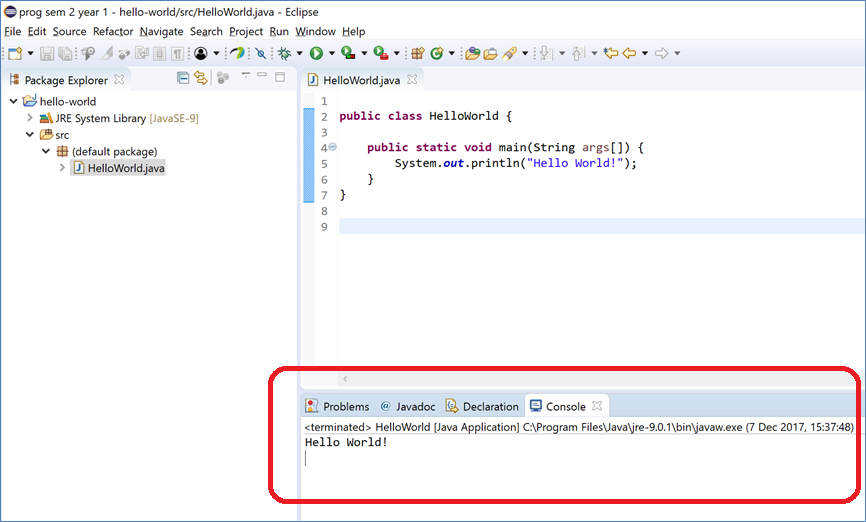 prog sem 2 year 1 - hello-world/src/HelloWorld.java - Eclipse
File Edit Source Refactor Navigate Search Project Run Window Help
Package Explorer
hello-world
JRE System Library [JavaSE-9]
src
(default package)
HelloWorld.java
HelloWorld.java
1
2 public class HelloWorld {
3
4 public static void main(String args[]) {
5 System.out.println("Hello World!");
6 }
7 }
8
9
Problems @ Javadoc Declaration Console
<terminated> HelloWorld [Java Application] C:\Program Files\Java\jre-9.0.1\bin\javaw.exe (7 Dec 2017, 15:37:48)
Hello World!